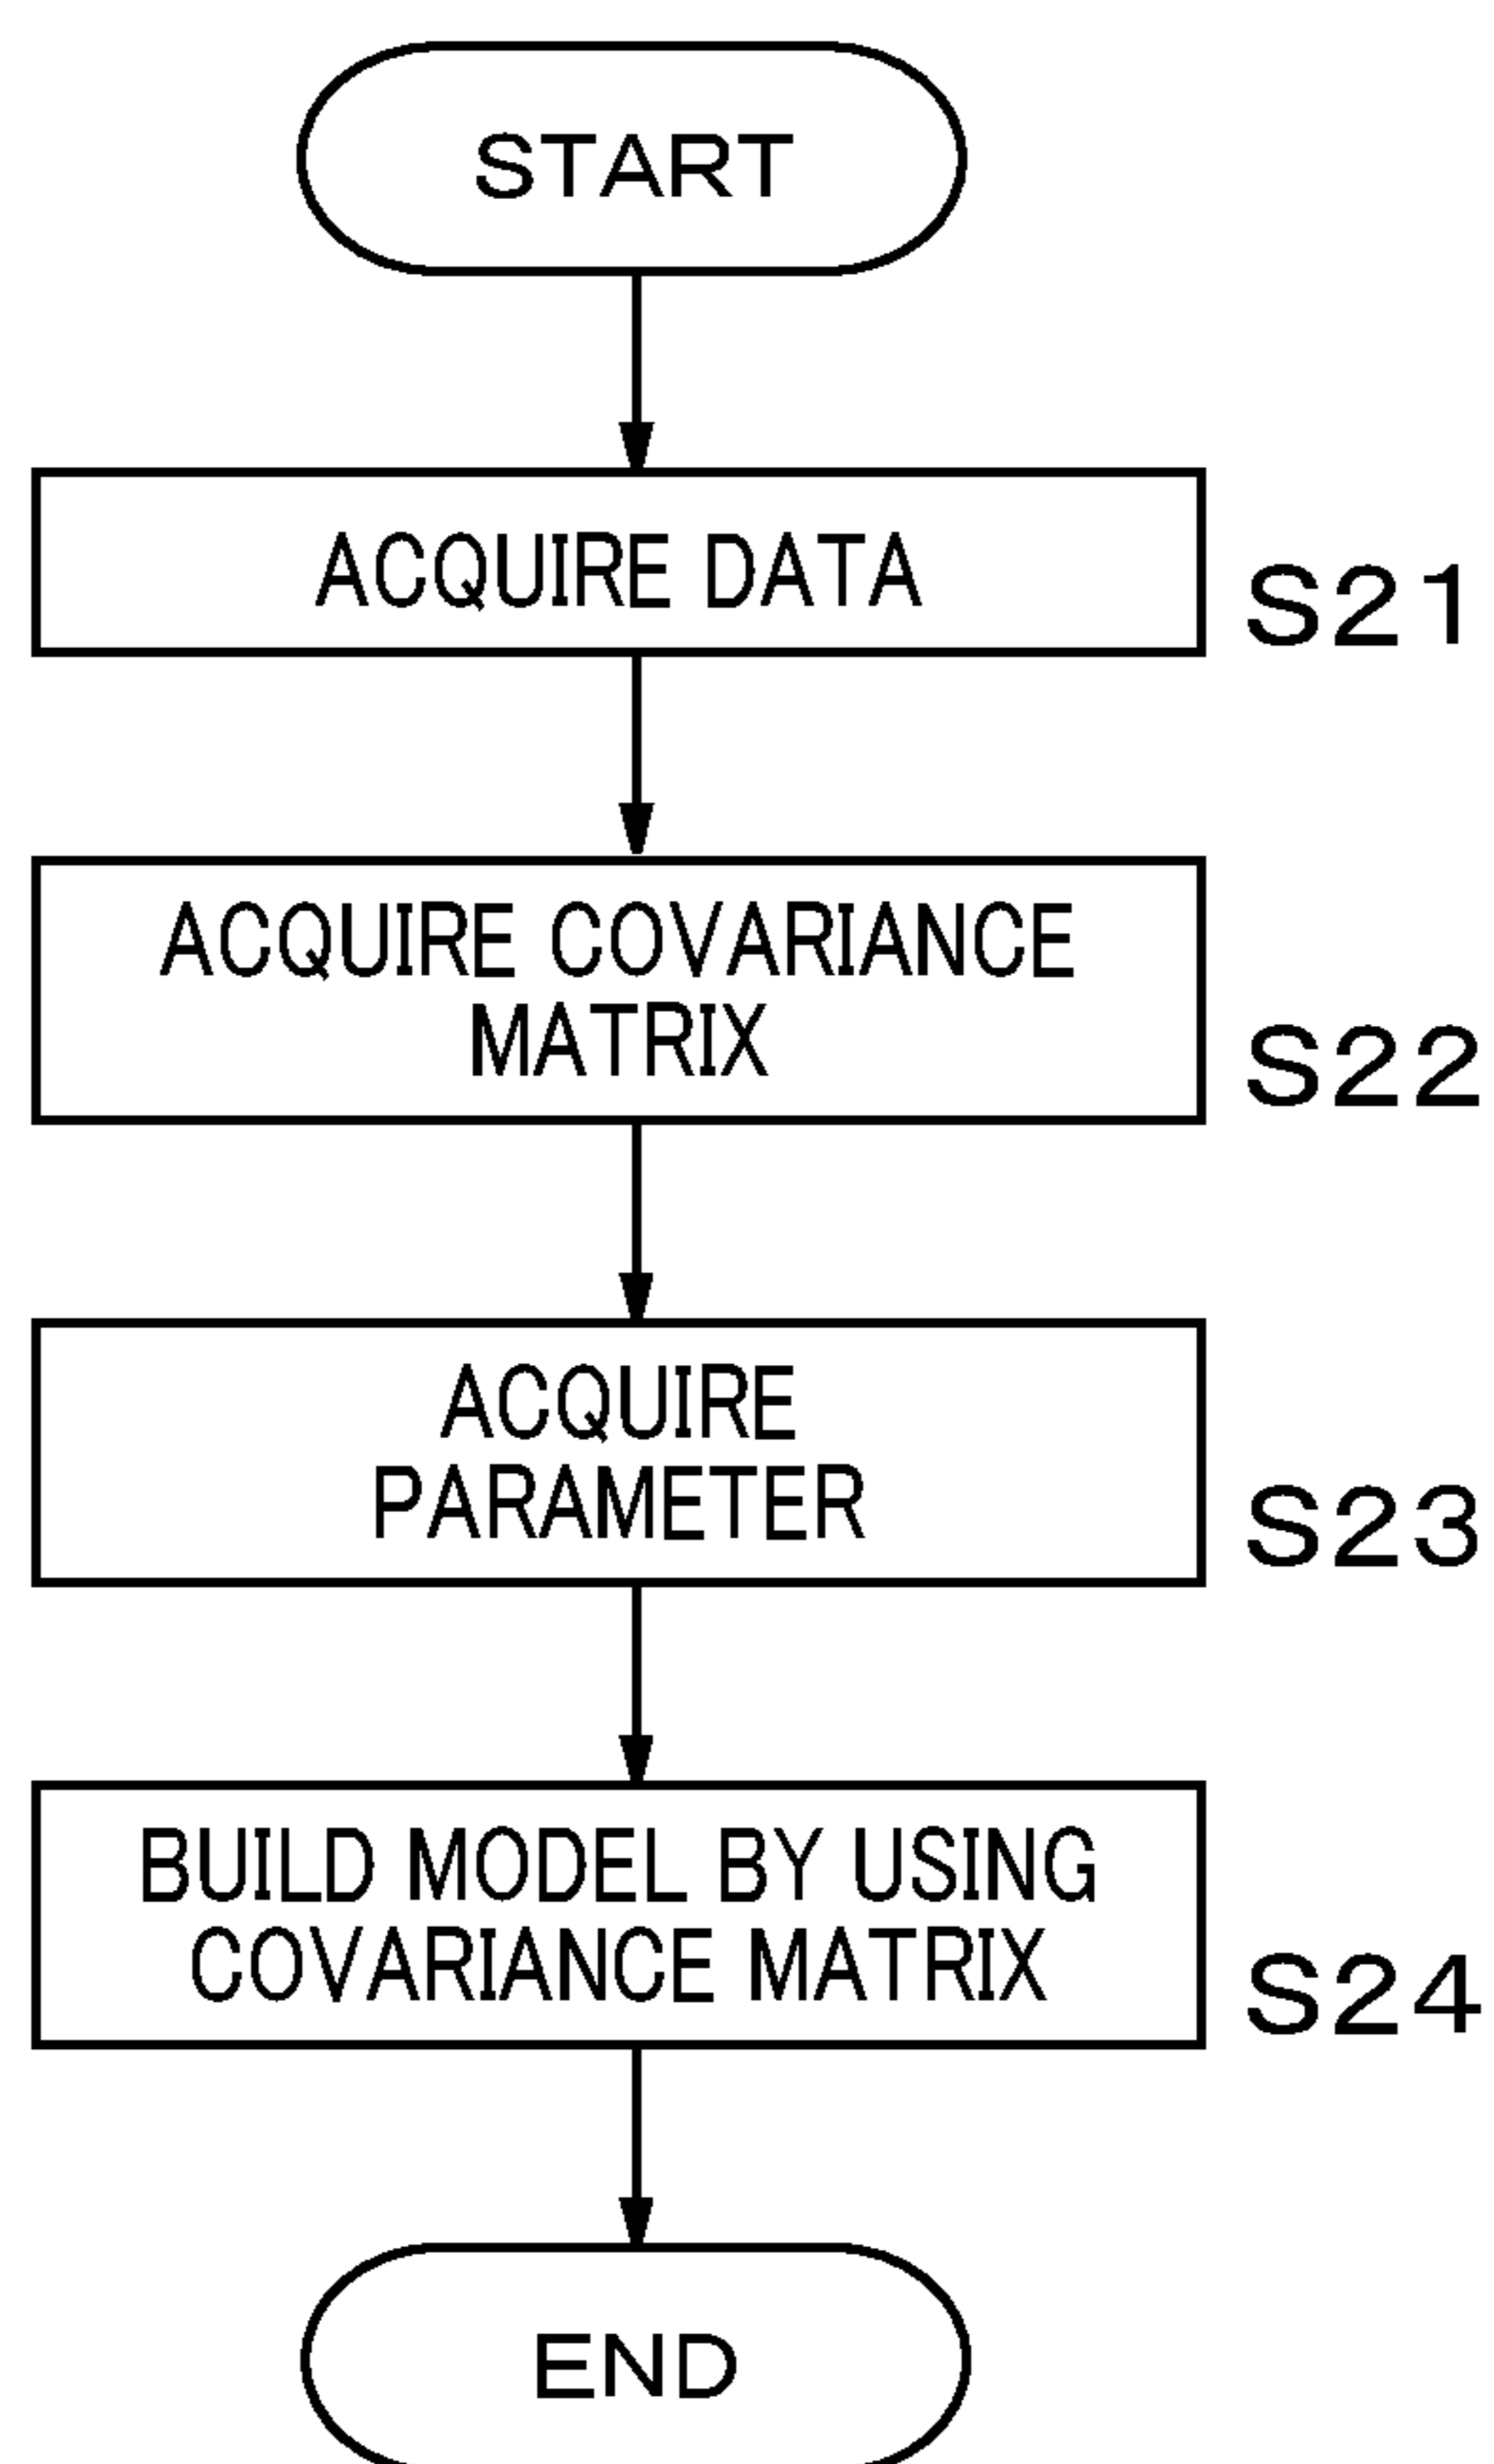 START
ACQUIRE DATA
S21
ACQUIRE COVARIANCE
MATRIX
S22
ACQUIRE
PARAMETER
S23
BUILD MODEL BY USING
COVARIANCE MATRIX
S24
END